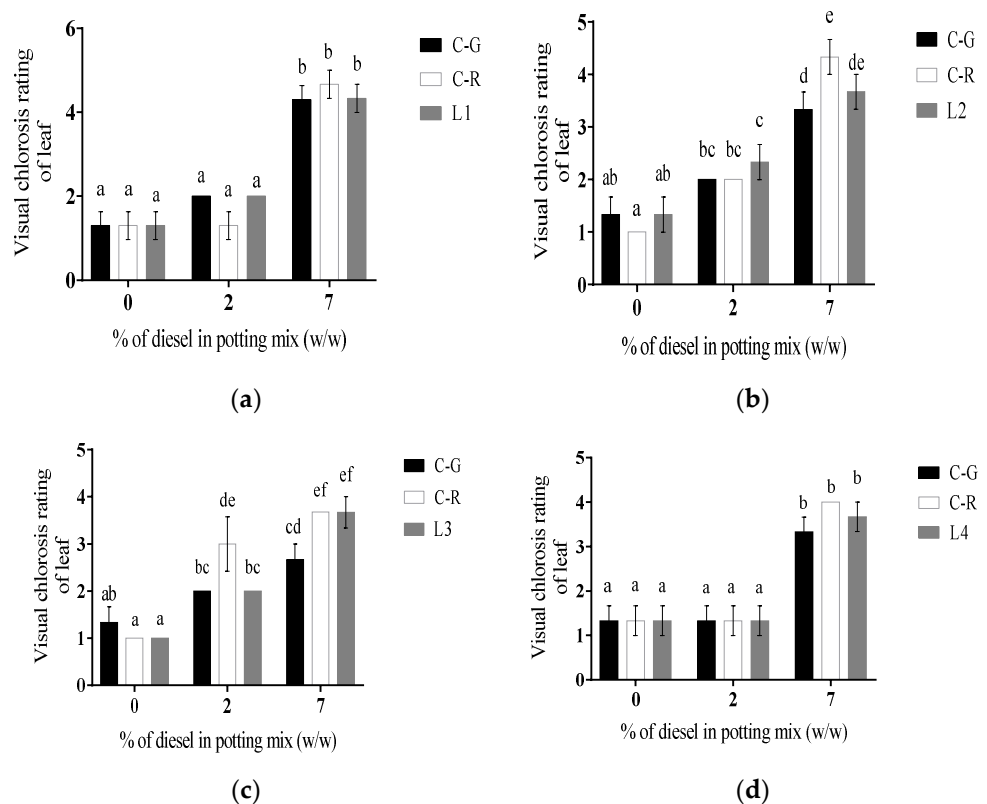 Visual chlorosis rating
of leaf
6
4
2
0
a a a
a a a
b b b
0 2 7
% of diesel in potting mix (w/w)
C-G
C-R
L1
(a)
Visual chlorosis rating
of leaf
5
4
3
2
1
0
ab a ab
bc bc c
d e de
0 2 7
% of diesel in potting mix (w/w)
C-G
C-R
L2
(b)
Visual chlorosis rating
of leaf
5
4
3
2
1
0
ab a a
bc de bc
cd ef ef
0 2 7
% of diesel in potting mix (w/w)
C-G
C-R
L3
(c)
Visual chlorosis rating
of leaf
5
4
3
2
1
0
a a a
a a a
b b b
0 2 7
% of diesel in potting mix (w/w)
C-G
C-R
L4
(d)